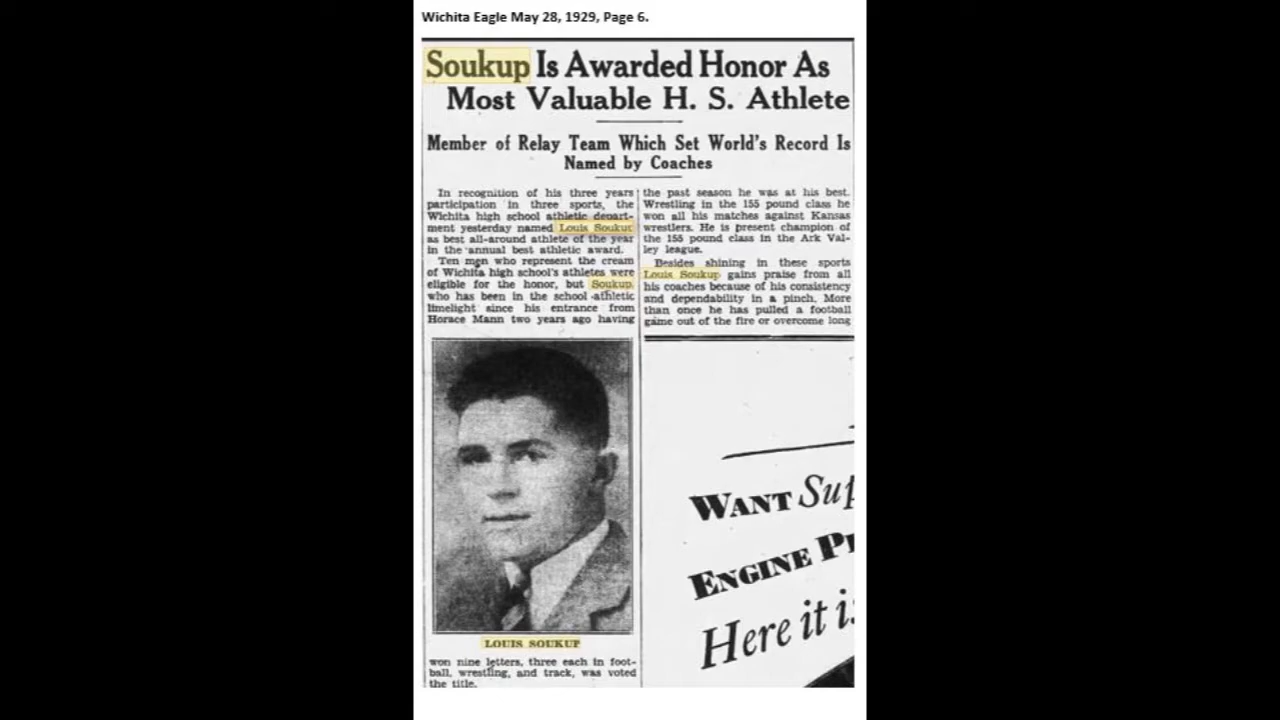 Wichita Eagle May 28, 1929, Page 6.
Soukup Is Awarded Honor As
Most Valuable H. S. Athlete
Member of Relay Team Which Set World's Record Is
Named by Coaches
In recognition of his three years
participation in three sports, the
Wichita high school athletic depart-
ment yesterday named Louis Soukup
as best all-around athlete of the year
in the annual best athletic award.
Ten men who represent the cream
of Wichita high school's athletes were
eligible for the honor, but Soukup,
who has been in the school athletic
limelight since his entrance from
Horace Mann two years ago having
LOUIS SOUKUP
won nine letters, three each in foot-
ball, wrestling, and track, was voted
the title.
the past season he was at his best.
Wrestling in the 155 pound class he
won all his matches against Kansas
wrestlers. He is present champion of
the 155 pound class in the Ark Val-
ley league.
Besides shining in these sports
Louis Soukup gains praise from all
his coaches because of his consistency
and dependability in a pinch. More
than once he has pulled a football
game out of the fire or overcome long
WANT Sup
ENGINE P
Here it i